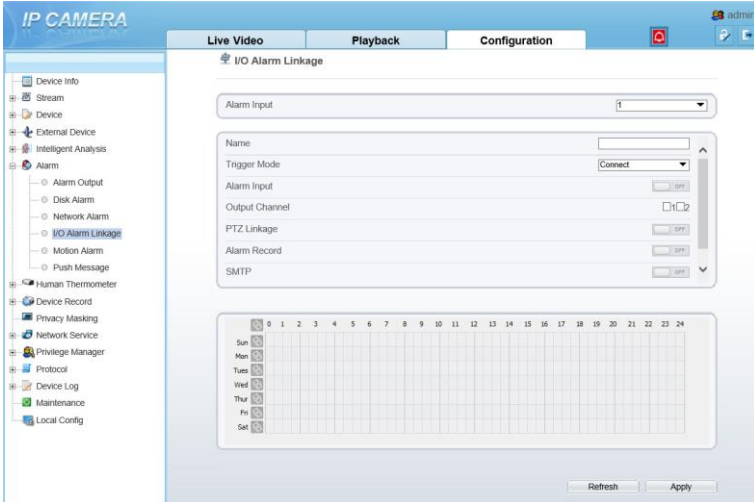 IP CAMERA
admin
Live Video Playback Configuration
Device Info
Stream
Device
External Device
Intelligent Analysis
Alarm
Alarm Output
Disk Alarm
Network Alarm
I/O Alarm Linkage
Motion Alarm
Push Message
Human Thermometer
Device Record
Privacy Masking
Network Service
Privilege Manager
Protocol
Device Log
Maintenance
Local Config
I/O Alarm Linkage
Alarm Input 1
Name
Trigger Mode Connect
Alarm Input OFF
Output Channel 1 2
PTZ Linkage OFF
Alarm Record OFF
SMTP OFF
0 1 2 3 4 5 6 7 8 9 10 11 12 13 14 15 16 17 18 19 20 21 22 23 24
Sun
Mon
Tues
Wed
Thur
Fri
Sat
Refresh Apply